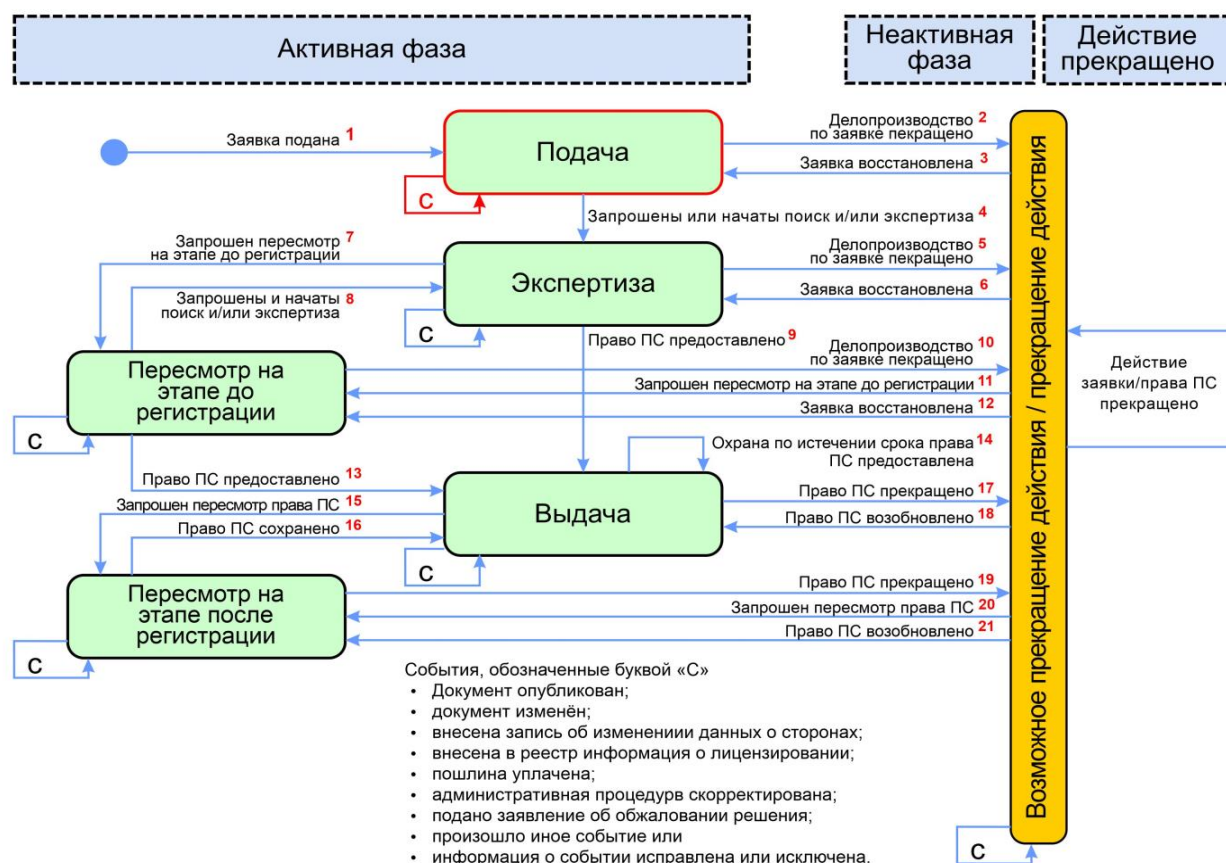 Активная фаза
Неактивная
фаза
Действие
прекращено
Заявка подана 1
Подача
Делопроизводство 2
по заявке пекращено
Заявка восстановлена 3
С
Запрошены или начаты поиск и/или экспертиза 4
Запрошен пересмотр 7
на этапе до регистрации
Экспертиза
Делопроизводство 5
по заявке пекращено
Запрошены и начаты 8
поиск и/или экспертиза
Заявка восстановлена 6
С
Право ПС предоставлено 9
Пересмотр на
этапе до
регистрации
Делопроизводство 10
по заявке пекращено
Запрошен пересмотр на этапе до регистрации 11
Заявка восстановлена 12
С
Действие
заявки/права ПС
прекращено
Охрана по истечении срока права 14
ПС предоставлена
Право ПС предоставлено 13
Запрошен пересмотр права ПС 15
Право ПС сохранено 16
Выдача
Право ПС прекращено 17
Право ПС возобновлено 18
С
Пересмотр на
этапе после
регистрации
Право ПС прекращено 19
Запрошен пересмотр права ПС 20
Право ПС возобновлено 21
С
Возможное прекращение действия / прекращение действия
С
События, обозначенные буквой «С»
• Документ опубликован;
• документ изменён;
• внесена запись об изменениии данных о сторонах;
• внесена в реестр информация о лицензировании;
• пошлина уплачена;
• административная процедурв скорректирована;
• подано заявление об обжаловании решения;
• произошло иное событие или
• информация о событии исправлена или исключена.